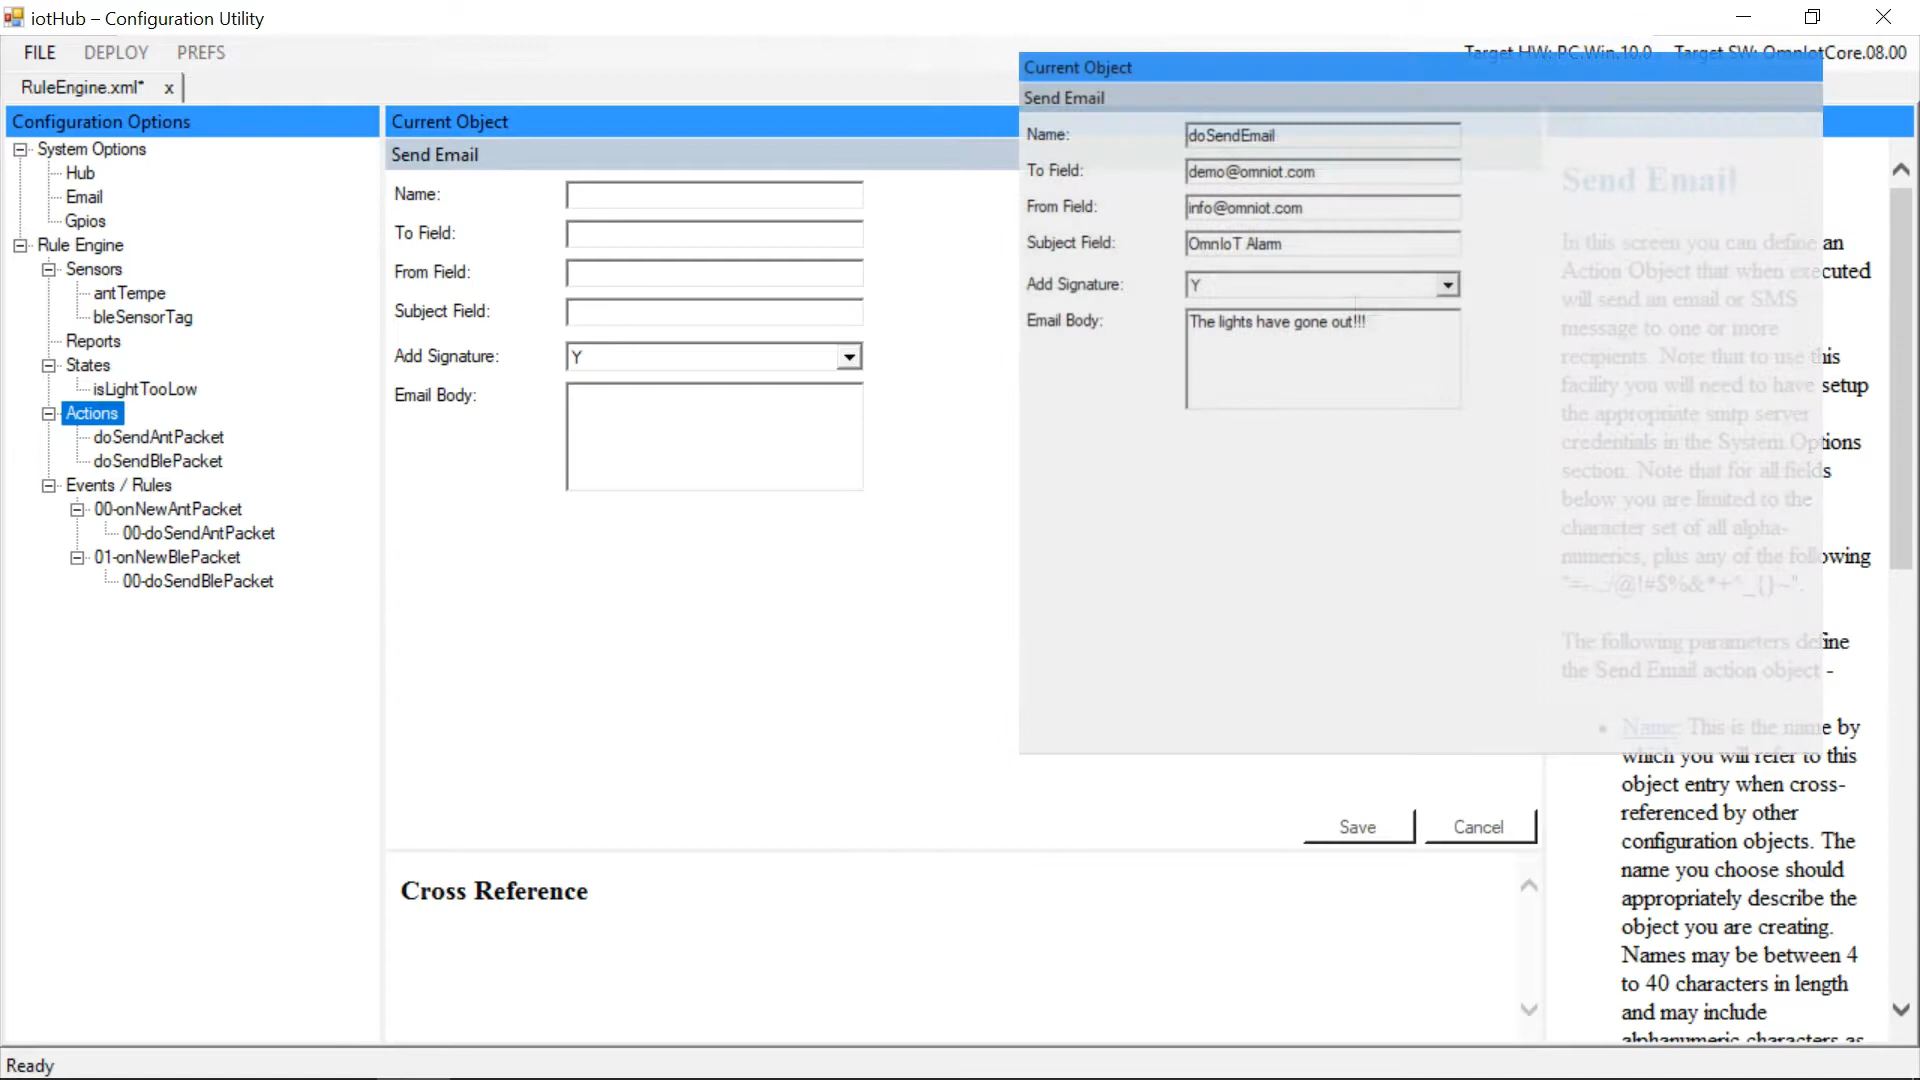 iotHub – Configuration Utility
FILE DEPLOY PREFS
Target HW: PC.Win.10.0 Target SW: OmnIotCore.08.00
RuleEngine.xml* x
Configuration Options
System Options
Hub
Email
Gpios
Rule Engine
Sensors
antTempe
bleSensorTag
Reports
States
isLightTooLow
Actions
doSendAntPacket
doSendBlePacket
Events / Rules
00-onNewAntPacket
00-doSendAntPacket
01-onNewBlePacket
00-doSendBlePacket
Current Object
Send Email
Name:
To Field:
From Field:
Subject Field:
Add Signature: Y
Email Body:
Save Cancel
Cross Reference
Current Object
Send Email
Name: doSendEmail
To Field: demo@omniot.com
From Field: info@omniot.com
Subject Field: OmnIoT Alarm
Add Signature: Y
Email Body: The lights have gone out!!!
Send Email
In this screen you can define an
Action Object that when executed
will send an email or SMS
message to one or more
recipients. Note that to use this
facility you will need to have setup
the appropriate smtp server
credentials in the System Options
section. Note that for all fields
below you are limited to the
character set of all alpha-
numerics, plus any of the following
The following parameters define
the Send Email action object -
• Name: This is the name by
which you will refer to this
object entry when cross-
referenced by other
configuration objects. The
name you choose should
appropriately describe the
object you are creating.
Names may be between 4
to 40 characters in length
and may include
alphanumeric characters as
Ready